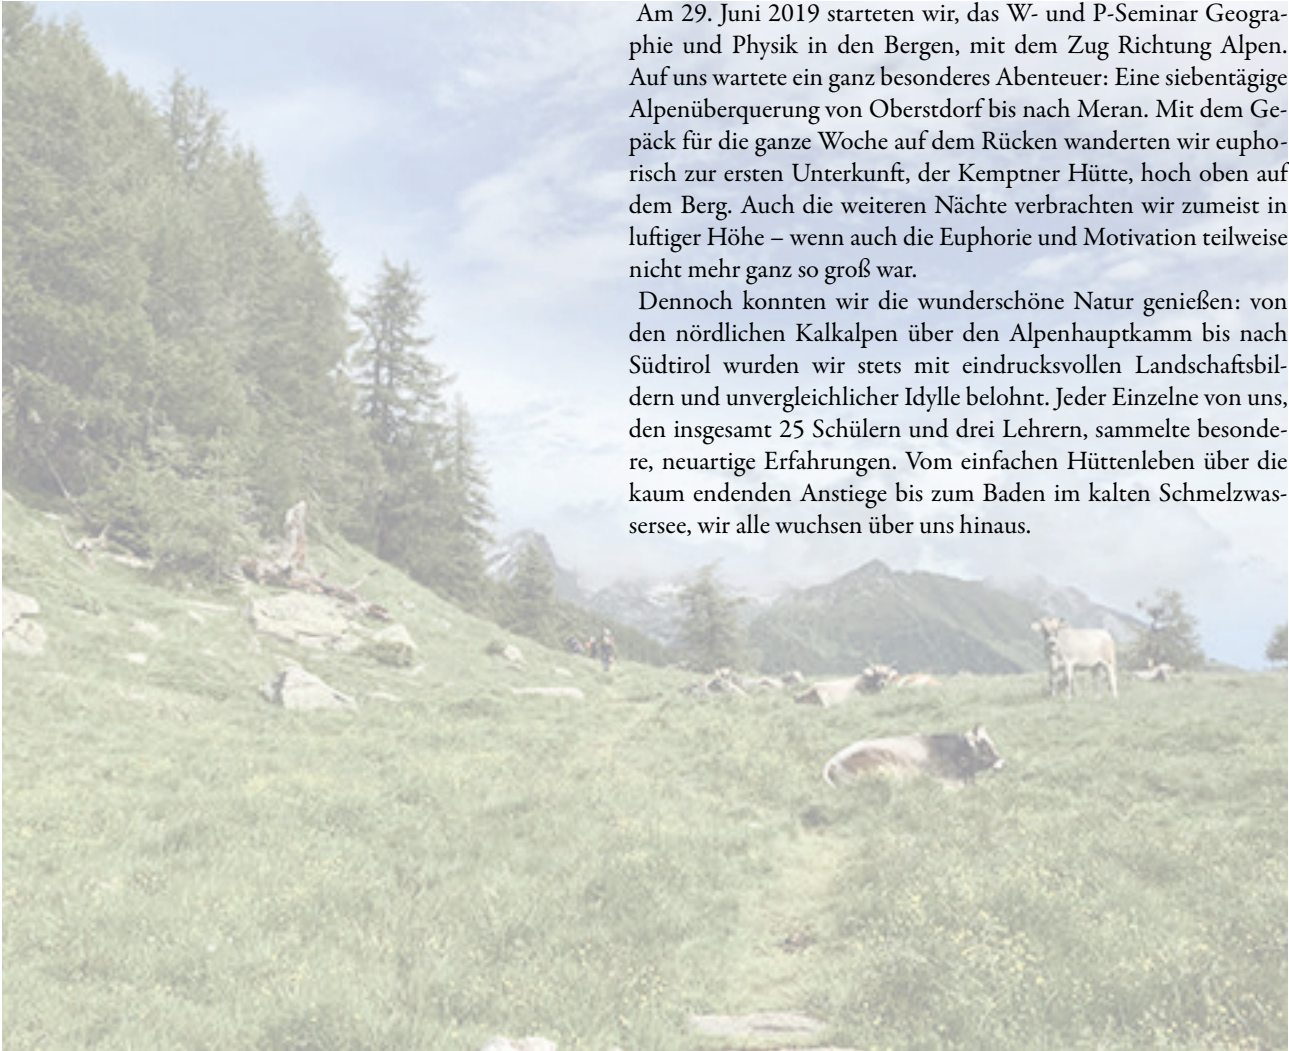 Am 29. Juni 2019 starteten wir, das W- und P-Seminar Geogra-
phie und Physik in den Bergen, mit dem Zug Richtung Alpen.
Auf uns wartete ein ganz besonderes Abenteuer: Eine siebentägige
Alpenüberquerung von Oberstdorf bis nach Meran. Mit dem Ge-
päck für die ganze Woche auf dem Rücken wanderten wir eupho-
risch zur ersten Unterkunft, der Kemptner Hütte, hoch oben auf
dem Berg. Auch die weiteren Nächte verbrachten wir zumeist in
luftiger Höhe – wenn auch die Euphorie und Motivation teilweise
nicht mehr ganz so groß war.
Dennoch konnten wir die wunderschöne Natur genießen: von
den nördlichen Kalkalpen über den Alpenhauptkamm bis nach
Südtirol wurden wir stets mit eindrucksvollen Landschaftsbil-
dern und unvergleichlicher Idylle belohnt. Jeder Einzelne von uns,
den insgesamt 25 Schülern und drei Lehrern, sammelte besonde-
re, neuartige Erfahrungen. Vom einfachen Hüttenleben über die
kaum endenden Anstiege bis zum Baden im kalten Schmelzwas-
sersee, wir alle wuchsen über uns hinaus.